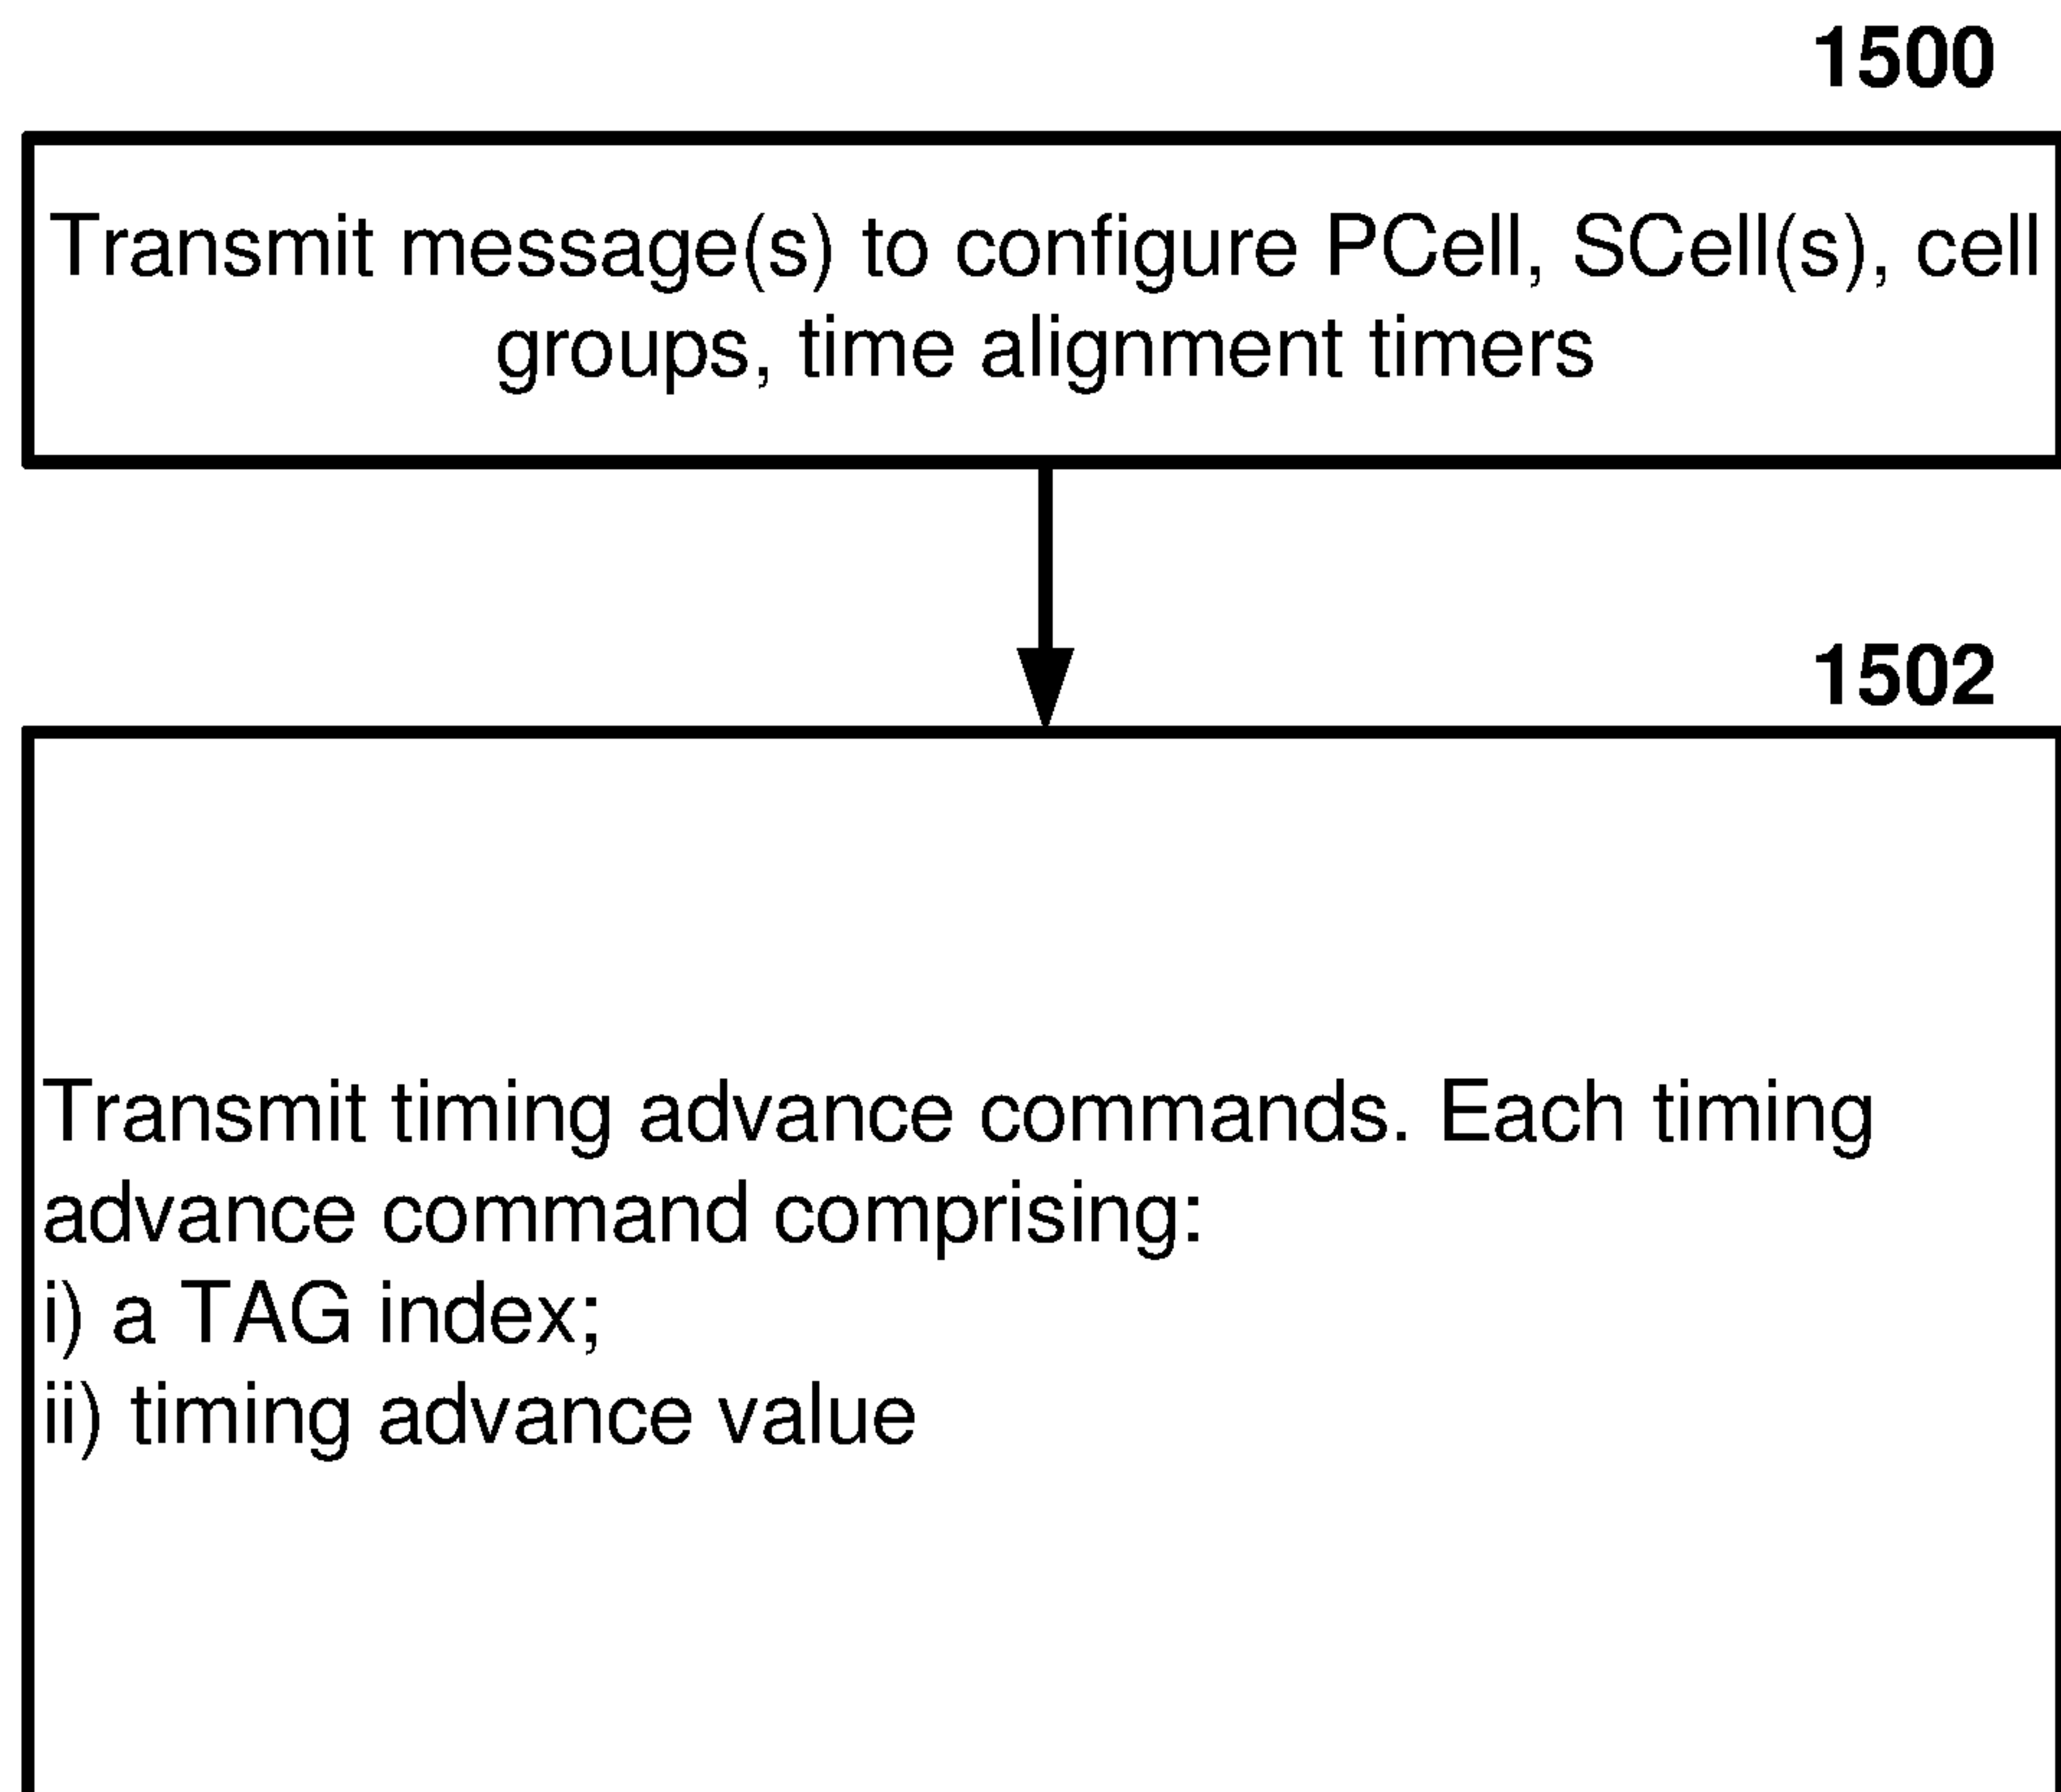 1500
Transmit message(s) to configure PCell, SCell(s), cell
groups, time alignment timers
1502
Transmit timing advance commands. Each timing
advance command comprising:
i) a TAG index;
ii) timing advance value